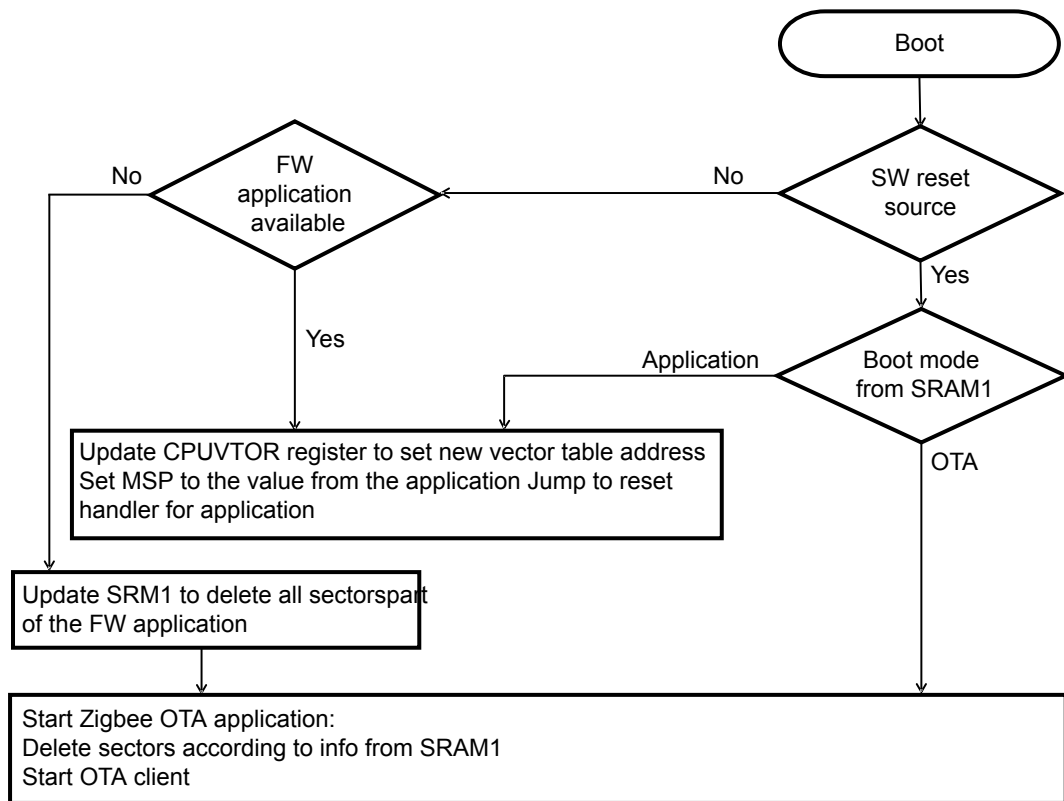 Boot
SW reset
source
No
Yes
FW
application
available
No
Yes
Boot mode
from SRAM1
Application
OTA
Update CPUVTOR register to set new vector table address
Set MSP to the value from the application Jump to reset
handler for application
Update SRM1 to delete all sectorspart
of the FW application
Start Zigbee OTA application:
Delete sectors according to info from SRAM1
Start OTA client